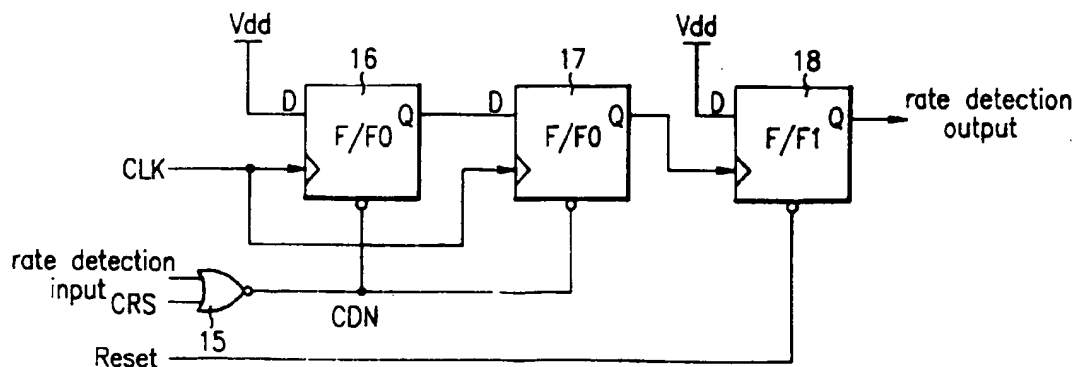 Vdd
Vdd
16
17
18
D
Q
D
Q
D
Q
F/F0
F/F0
F/F1
rate detection
output
CLK
rate detection
input
CRS
15
CDN
Reset